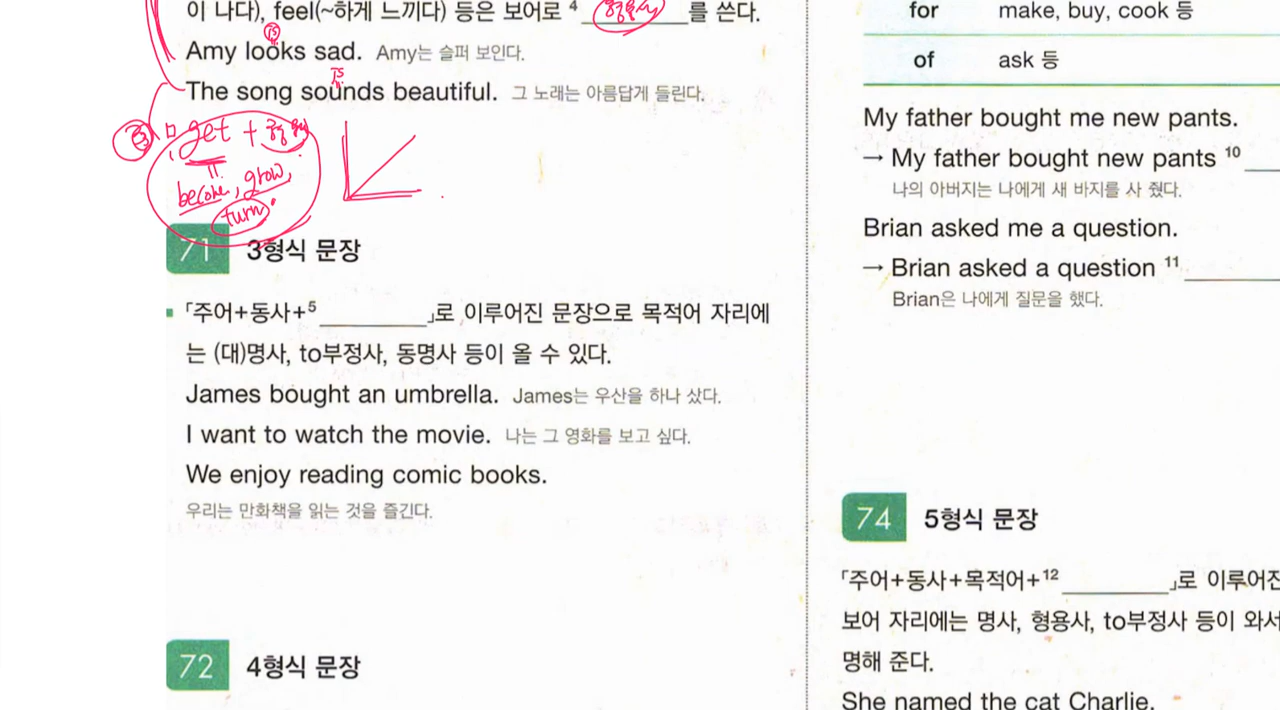 이 나다), feel(~하게 느끼다) 등은 보어로 4 형용사 를 쓴다.
is
Amy looks sad. Amy는 슬퍼 보인다.
is
The song sounds beautiful. 그 노래는 아름답게 들린다.
get +
become, grow,
turn
71 3형식 문장
「주어+동사+5 ________」로 이루어진 문장으로 목적어 자리에
는 (대)명사, to부정사, 동명사 등이 올 수 있다.
James bought an umbrella. James는 우산을 하나 샀다.
I want to watch the movie. 나는 그 영화를 보고 싶다.
We enjoy reading comic books.
우리는 만화책을 읽는 것을 즐긴다.
72 4형식 문장
for make, buy, cook 등
of ask 등
My father bought me new pants.
→ My father bought new pants 10 __
나의 아버지는 나에게 새 바지를 사 줬다.
Brian asked me a question.
→ Brian asked a question 11 ________
Brian은 나에게 질문을 했다.
74 5형식 문장
「주어+동사+목적어+12 ________」로 이루어진
보어 자리에는 명사, 형용사, to부정사 등이 와서
명해 준다.
She named the cat Charlie.